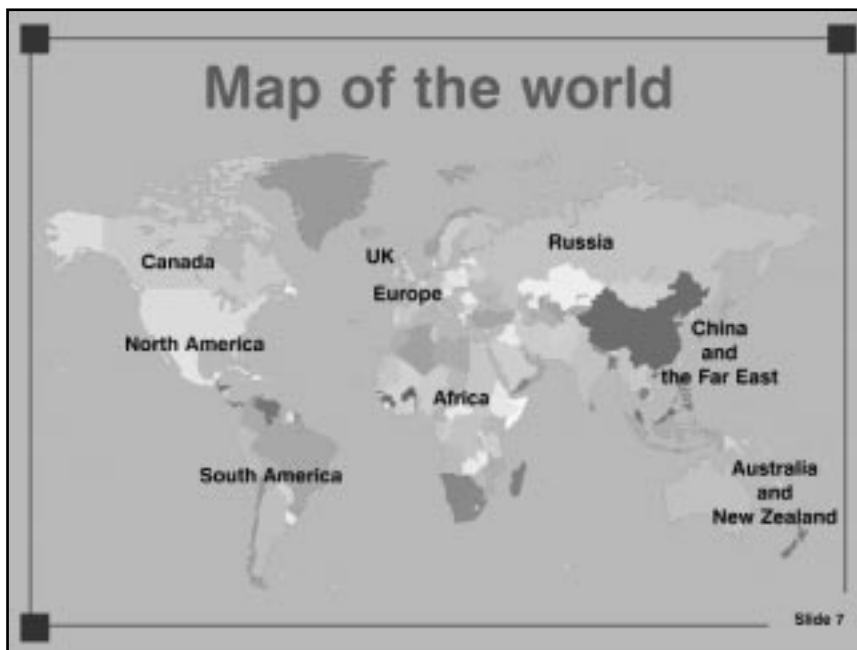 Map of the world
Canada
UK
Russia
Europe
North America
China
and
the Far East
Africa
South America
Australia
and
New Zealand
Slide 7